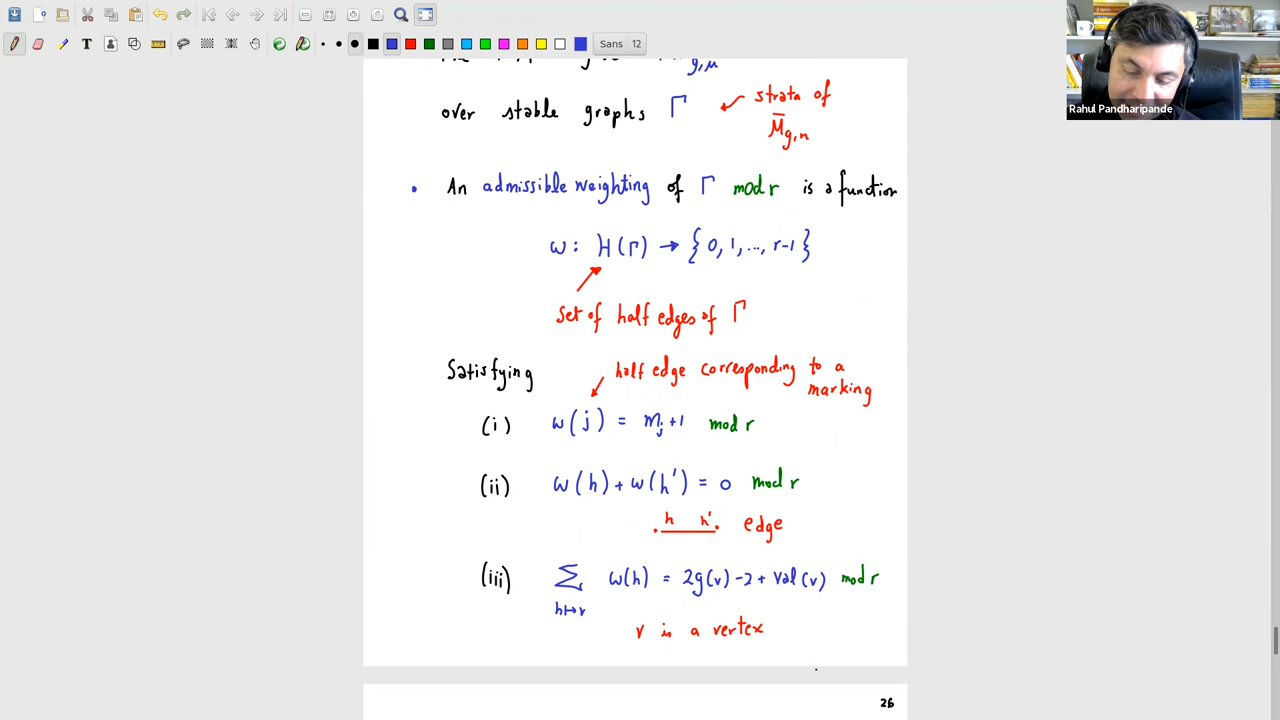 Sans 12
Rahul Pandharipande
over stable graphs Γ
strata of
M̄g,n
• An admissible weighting of Γ mod r is a function
w : H(Γ) → {0, 1, ..., r-1}
set of half edges of Γ
Satisfying
half edge corresponding to a
marking
(i) w(j) = mj+1 mod r
(ii) w(h) + w(h') = 0 mod r
h h' edge
(iii) ∑ w(h) = 2g(v)-2+val(v) mod r
h↦v
v is a vertex
26